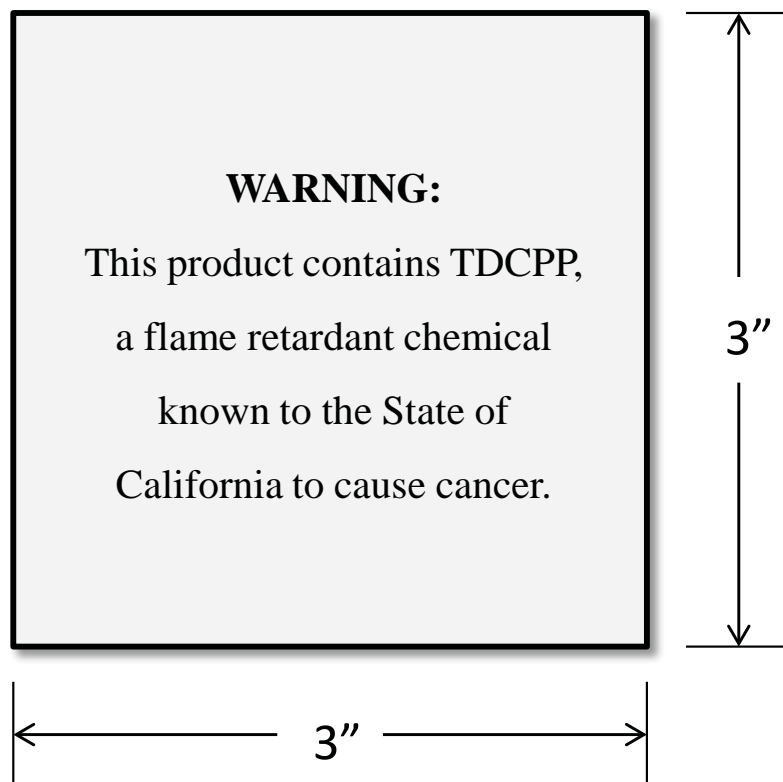 WARNING:
This product contains TDCPP,
a flame retardant chemical
known to the State of
California to cause cancer.
3”
3”